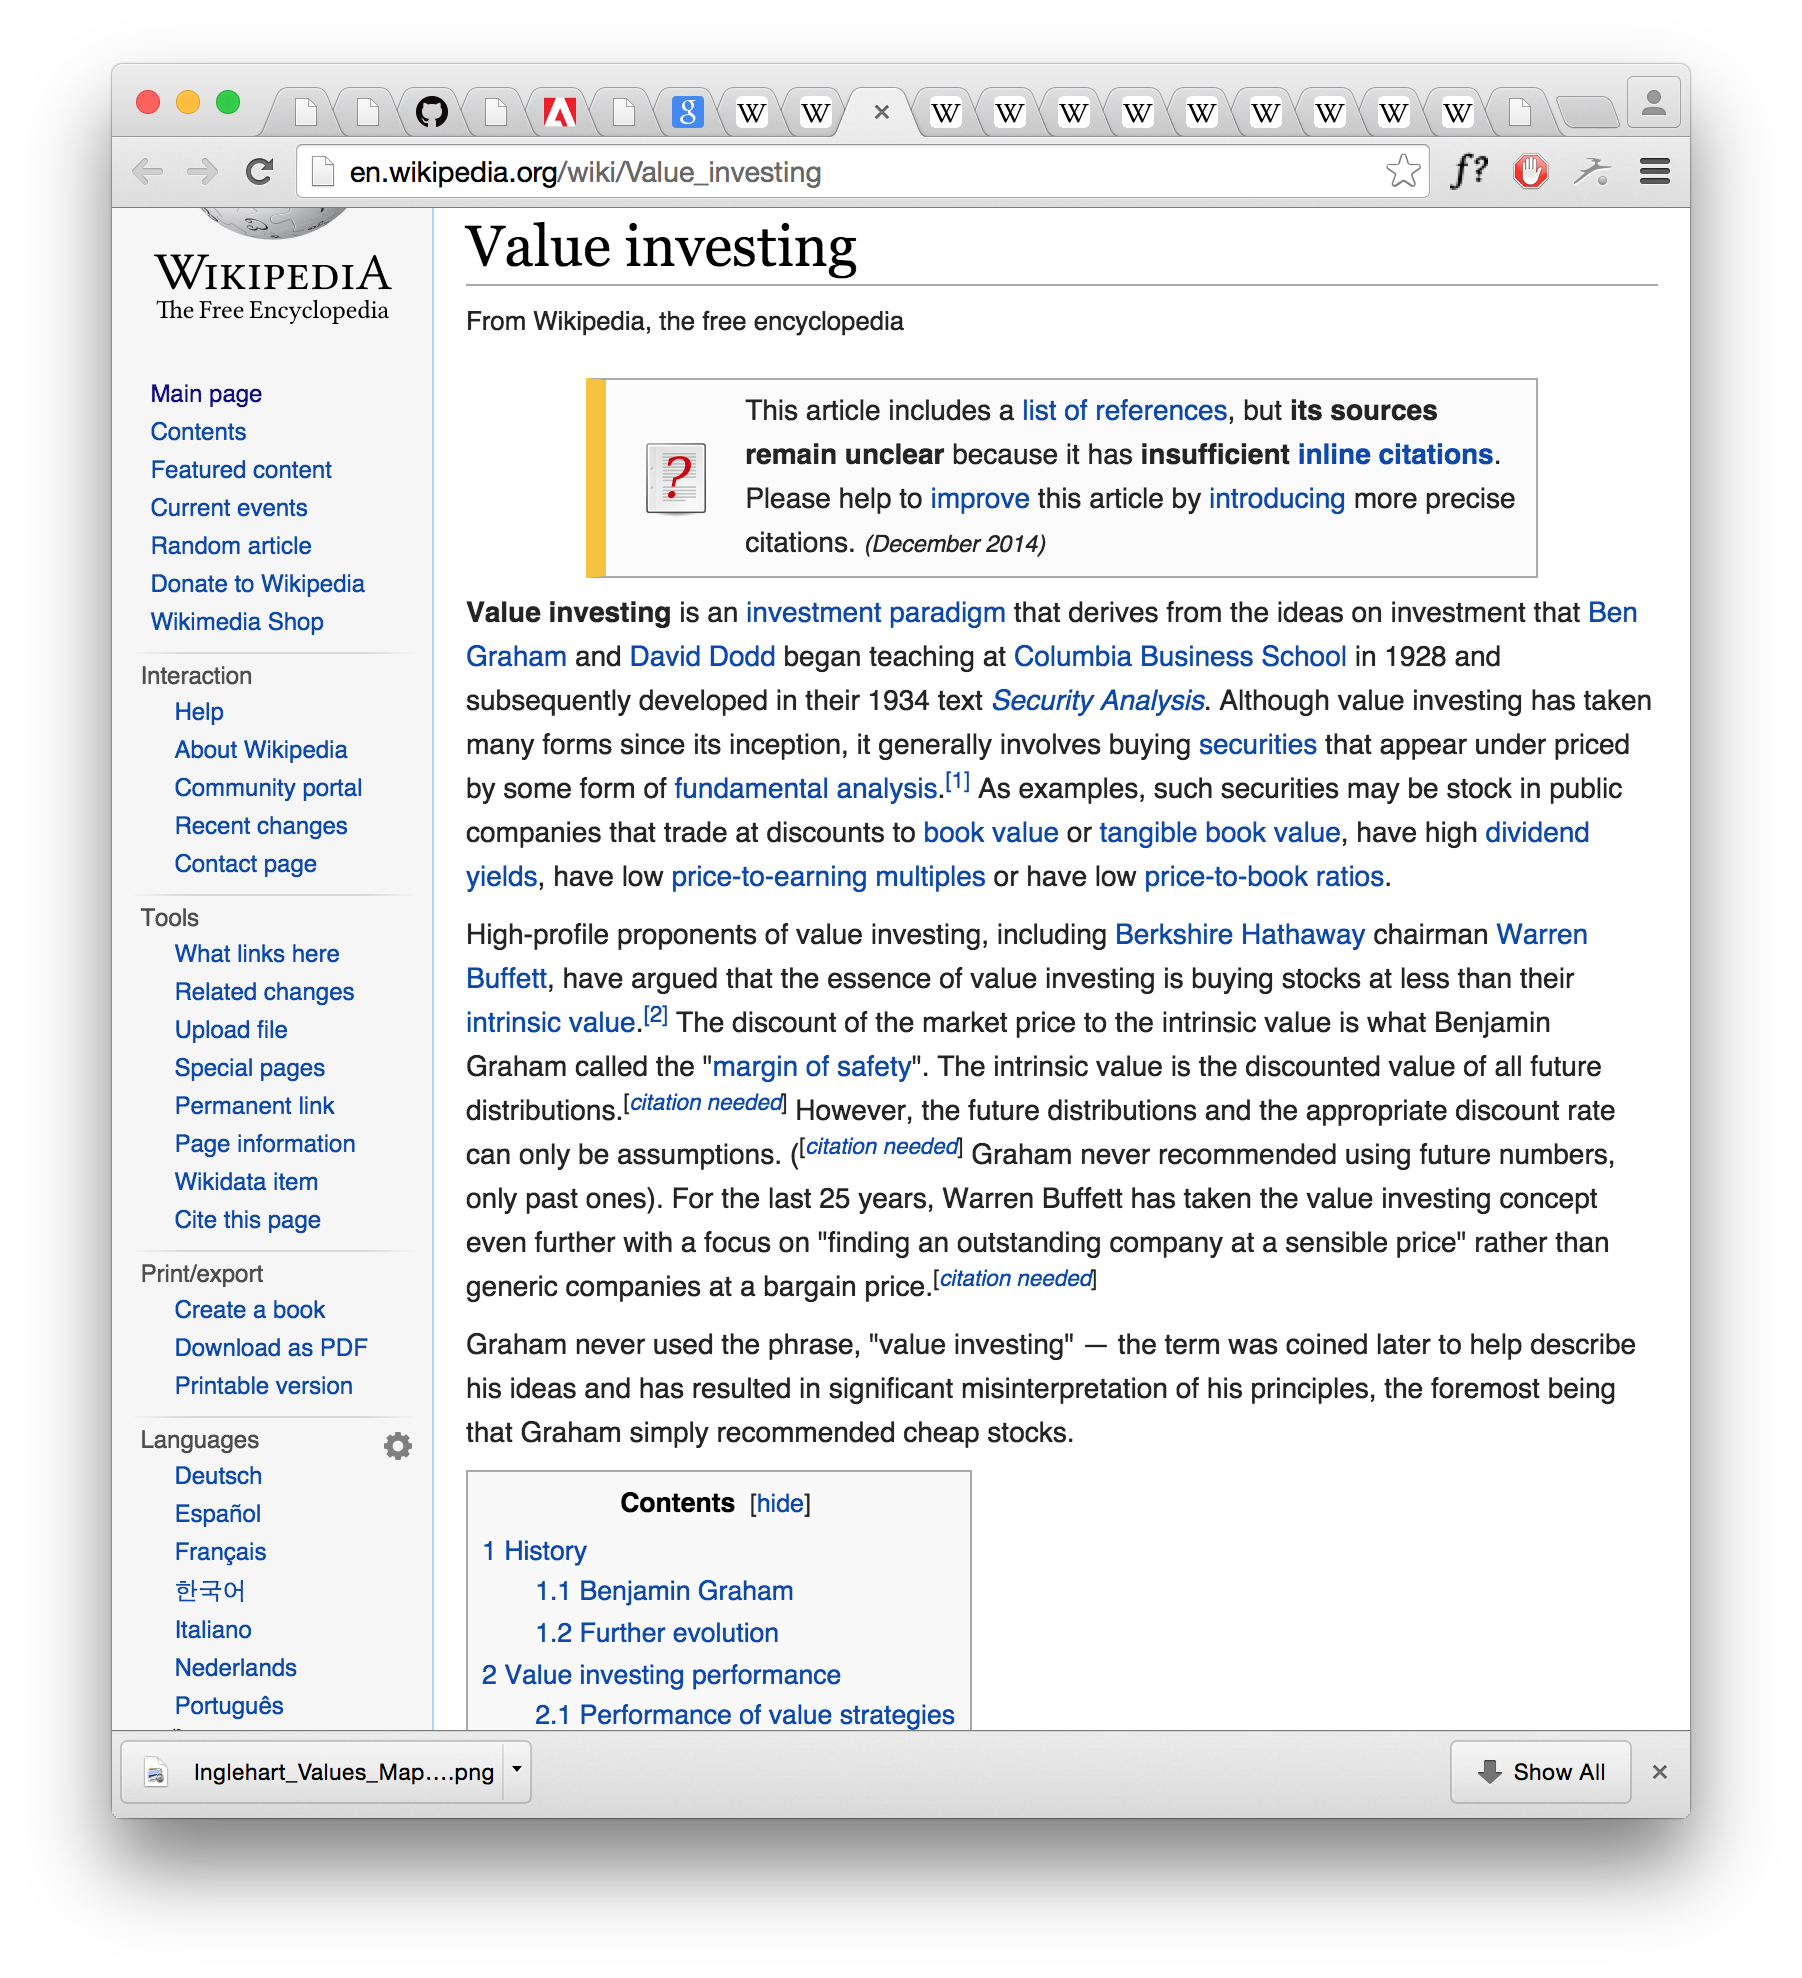 en.wikipedia.org/wiki/Value_investing
f?
WIKIPEDIA
The Free Encyclopedia
Main page
Contents
Featured content
Current events
Random article
Donate to Wikipedia
Wikimedia Shop
Interaction
Help
About Wikipedia
Community portal
Recent changes
Contact page
Tools
What links here
Related changes
Upload file
Special pages
Permanent link
Page information
Wikidata item
Cite this page
Print/export
Create a book
Download as PDF
Printable version
Languages
Deutsch
Español
Français
한국어
Italiano
Nederlands
Português
Value investing
From Wikipedia, the free encyclopedia
This article includes a list of references, but its sources
remain unclear because it has insufficient inline citations.
Please help to improve this article by introducing more precise
citations. (December 2014)
Value investing is an investment paradigm that derives from the ideas on investment that Ben
Graham and David Dodd began teaching at Columbia Business School in 1928 and
subsequently developed in their 1934 text Security Analysis. Although value investing has taken
many forms since its inception, it generally involves buying securities that appear under priced
by some form of fundamental analysis.[1] As examples, such securities may be stock in public
companies that trade at discounts to book value or tangible book value, have high dividend
yields, have low price-to-earning multiples or have low price-to-book ratios.
High-profile proponents of value investing, including Berkshire Hathaway chairman Warren
Buffett, have argued that the essence of value investing is buying stocks at less than their
intrinsic value.[2] The discount of the market price to the intrinsic value is what Benjamin
Graham called the "margin of safety". The intrinsic value is the discounted value of all future
distributions.[citation needed] However, the future distributions and the appropriate discount rate
can only be assumptions. ([citation needed] Graham never recommended using future numbers,
only past ones). For the last 25 years, Warren Buffett has taken the value investing concept
even further with a focus on "finding an outstanding company at a sensible price" rather than
generic companies at a bargain price.[citation needed]
Graham never used the phrase, "value investing" — the term was coined later to help describe
his ideas and has resulted in significant misinterpretation of his principles, the foremost being
that Graham simply recommended cheap stocks.
Contents [hide]
1 History
1.1 Benjamin Graham
1.2 Further evolution
2 Value investing performance
2.1 Performance of value strategies
Inglehart_Values_Map....png
Show All